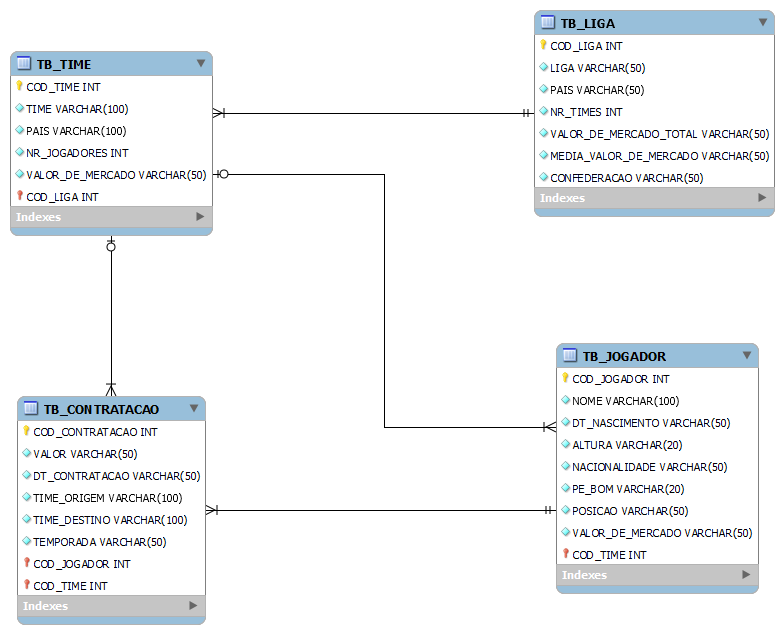 TB_LIGA
COD_LIGA INT
LIGA VARCHAR(50)
PAIS VARCHAR(50)
NR_TIMES INT
VALOR_DE_MERCADO_TOTAL VARCHAR(50)
MEDIA_VALOR_DE_MERCADO VARCHAR(50)
CONFEDERACAO VARCHAR(50)
Indexes
TB_TIME
COD_TIME INT
TIME VARCHAR(100)
PAIS VARCHAR(100)
NR_JOGADORES INT
VALOR_DE_MERCADO VARCHAR(50)
COD_LIGA INT
Indexes
TB_JOGADOR
COD_JOGADOR INT
NOME VARCHAR(100)
DT_NASCIMENTO VARCHAR(50)
ALTURA VARCHAR(20)
NACIONALIDADE VARCHAR(50)
PE_BOM VARCHAR(20)
POSICAO VARCHAR(50)
VALOR_DE_MERCADO VARCHAR(50)
COD_TIME INT
Indexes
TB_CONTRATACAO
COD_CONTRATACAO INT
VALOR VARCHAR(50)
DT_CONTRATACAO VARCHAR(50)
TIME_ORIGEM VARCHAR(100)
TIME_DESTINO VARCHAR(100)
TEMPORADA VARCHAR(50)
COD_JOGADOR INT
COD_TIME INT
Indexes